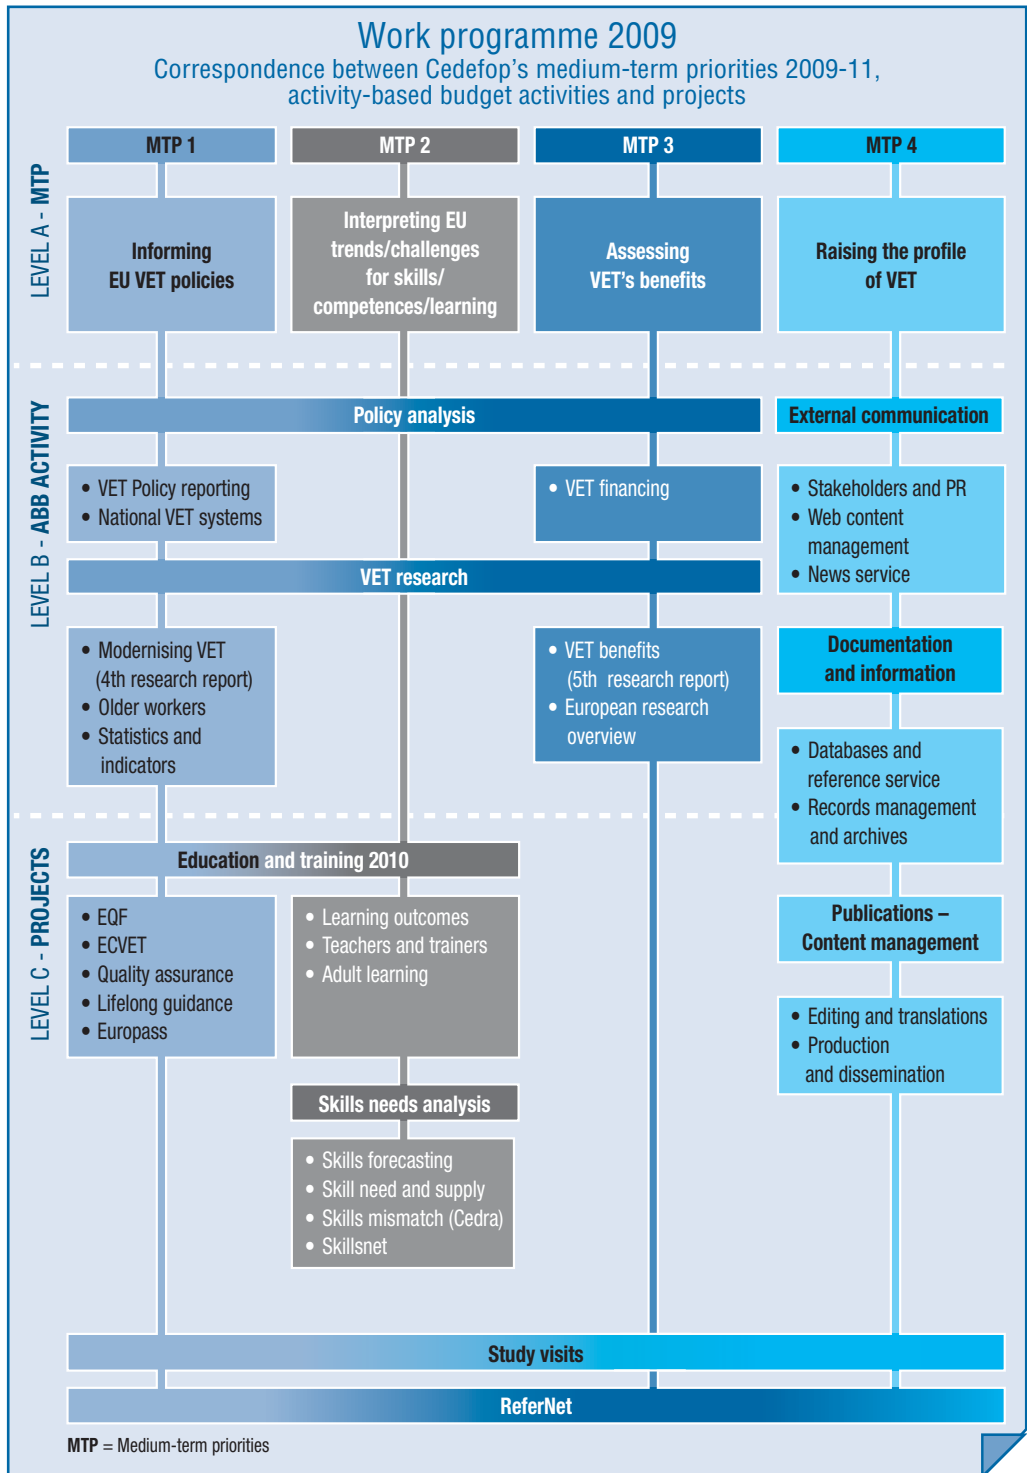 Work programme 2009
Correspondence between Cedefop's medium-term priorities 2009-11,
activity-based budget activities and projects
LEVEL A - MTP
MTP 1
MTP 2
MTP 3
MTP 4
Informing
EU VET policies
Interpreting EU
trends/challenges
for skills/
competences/learning
Assessing
VET's benefits
Raising the profile
of VET
LEVEL B - ABB ACTIVITY
Policy analysis
External communication
• VET Policy reporting
• National VET systems
• VET financing
• Stakeholders and PR
• Web content
management
• News service
VET research
• Modernising VET
(4th research report)
• Older workers
• Statistics and
indicators
• VET benefits
(5th research report)
• European research
overview
Documentation
and information
• Databases and
reference service
• Records management
and archives
LEVEL C - PROJECTS
Education and training 2010
• EQF
• ECVET
• Quality assurance
• Lifelong guidance
• Europass
• Learning outcomes
• Teachers and trainers
• Adult learning
Publications –
Content management
• Editing and translations
• Production
and dissemination
Skills needs analysis
• Skills forecasting
• Skill need and supply
• Skills mismatch (Cedra)
• Skillsnet
Study visits
ReferNet
MTP = Medium-term priorities